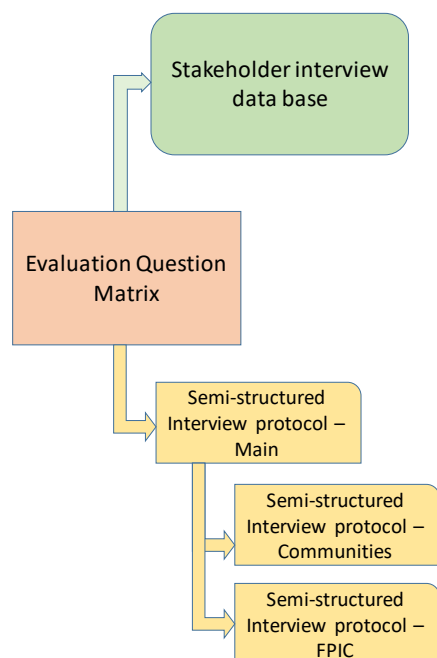 Stakeholder interview
data base
Evaluation Question
Matrix
Semi-structured
Interview protocol –
Main
Semi-structured
Interview protocol –
Communities
Semi-structured
Interview protocol –
FPIC